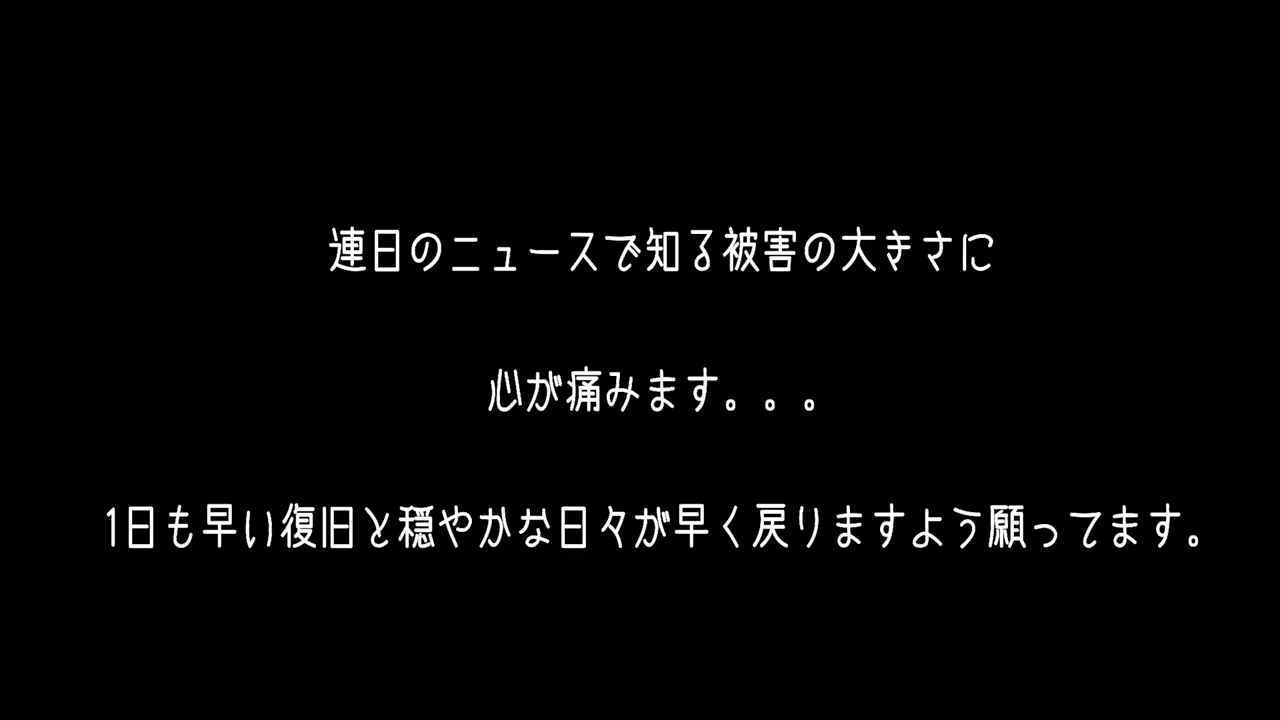 連日のニュースで知る被害の大きさに
心が痛みます。。。
1日も早い復旧と穏やかな日々が早く戻りますよう願ってます。